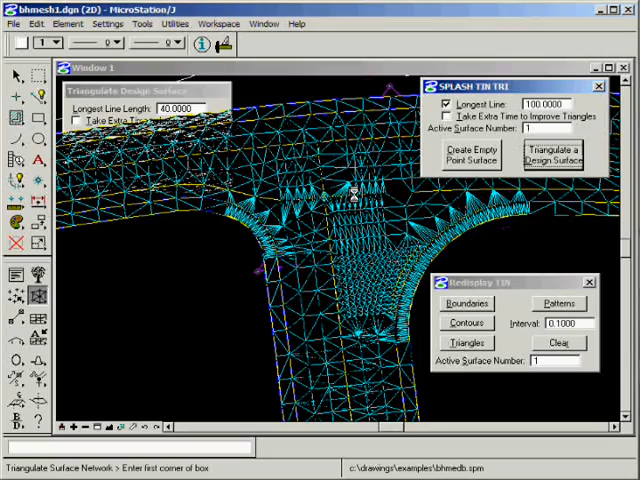 bhmesh1.dgn (2D) - MicroStation/J
File Edit Element Settings Tools Utilities Workspace Window Help
1 0 0
Window 1
Triangulate Design Surface
Longest Line Length: 40.0000
Take Extra Time
SPLASH TIN TRI
Longest Line: 100.0000
Take Extra Time to Improve Triangles
Active Surface Number: 1
Create Empty Point Surface
Triangulate a Design Surface
Redisplay TIN
Boundaries Patterns
Contours Interval: 0.1000
Triangles Clear
Active Surface Number: 1
Triangulate Surface Network > Enter first corner of box
c:\drawings\examples\bhmedb.spm